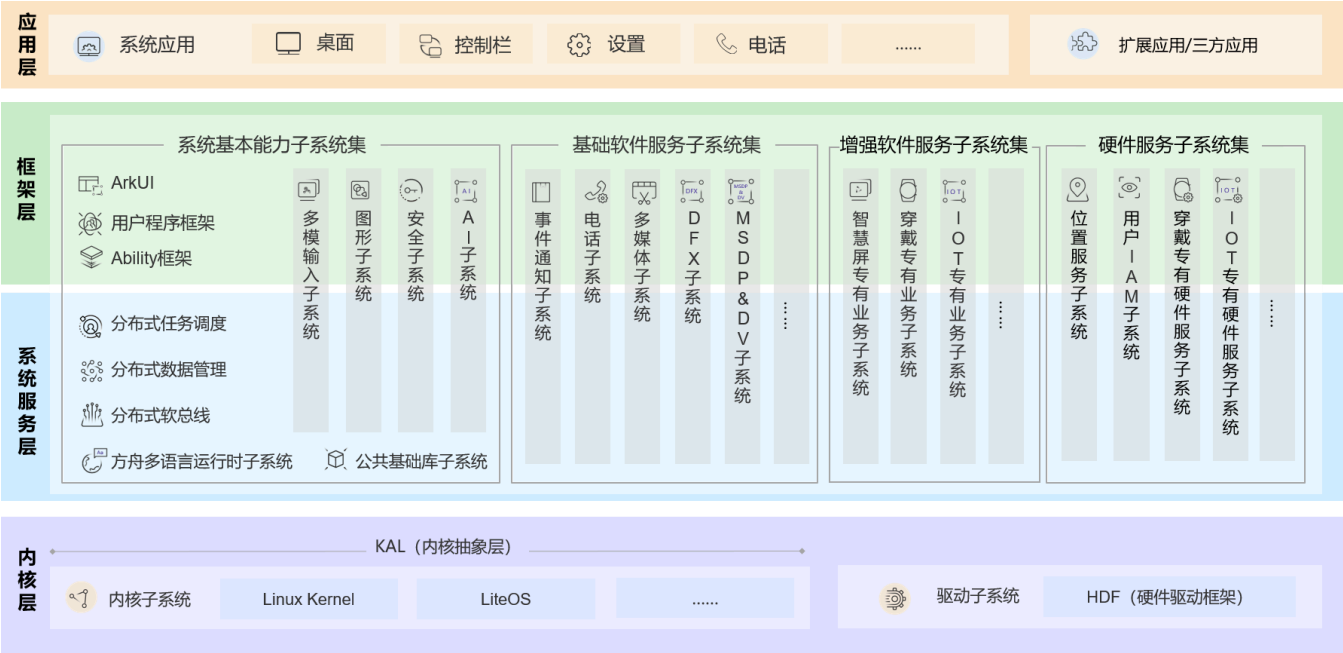 应用层
系统应用
桌面
控制栏
设置
电话
......
扩展应用/三方应用
框架层
系统服务层
系统基本能力子系统集
ArkUI
用户程序框架
Ability框架
分布式任务调度
分布式数据管理
分布式软总线
方舟多语言运行时子系统
公共基础库子系统
多模输入子系统
图形子系统
安全子系统
AI
AI子系统
基础软件服务子系统集
事件通知子系统
电话子系统
多媒体子系统
DFX
DFX子系统
MSDP
&
DV
MSDP&DV子系统
......
增强软件服务子系统集
智慧屏专有业务子系统
穿戴专有业务子系统
IOT
IOT专有业务子系统
......
硬件服务子系统集
位置服务子系统
用户IAM子系统
穿戴专有硬件服务子系统
IOT
IOT专有硬件服务子系统
......
内核层
KAL（内核抽象层）
内核子系统
Linux Kernel
LiteOS
......
驱动子系统
HDF（硬件驱动框架）